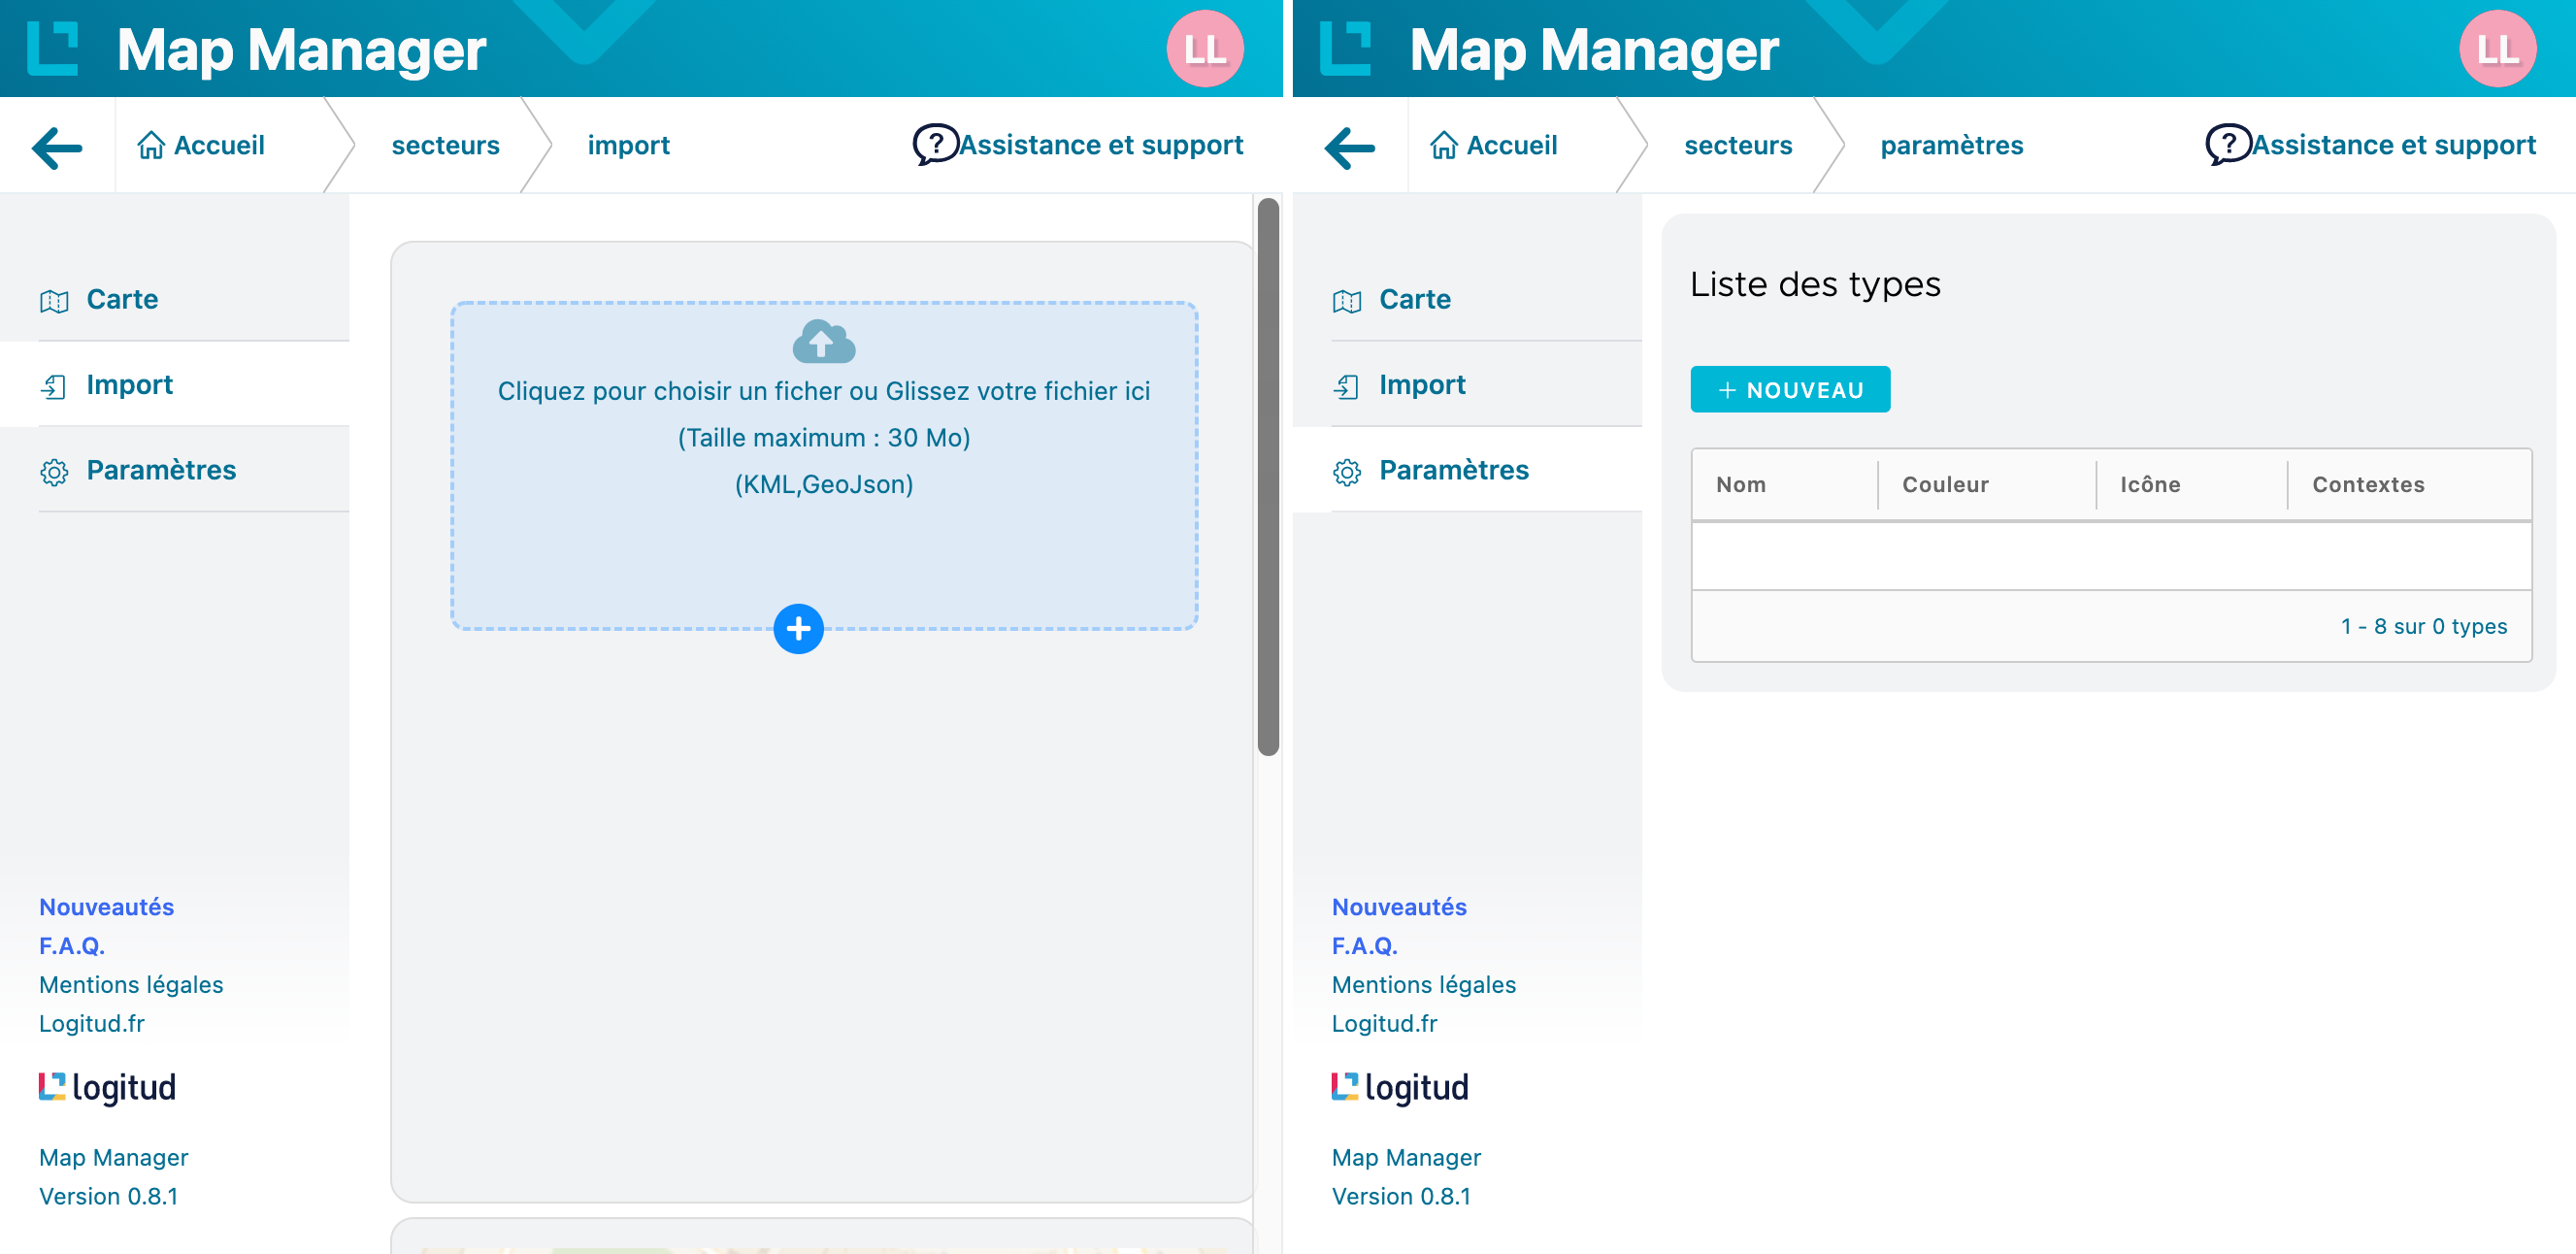 Map Manager
LL
Accueil
secteurs
import
? Assistance et support
Carte
Import
Paramètres
Cliquez pour choisir un ficher ou Glissez votre fichier ici
(Taille maximum : 30 Mo)
(KML,GeoJson)
Nouveautés
F.A.Q.
Mentions légales
Logitud.fr
logitud
Map Manager
Version 0.8.1
Map Manager
LL
Accueil
secteurs
paramètres
? Assistance et support
Carte
Import
Paramètres
Liste des types
+ NOUVEAU
Nom Couleur Icône Contextes
1 - 8 sur 0 types
Nouveautés
F.A.Q.
Mentions légales
Logitud.fr
logitud
Map Manager
Version 0.8.1